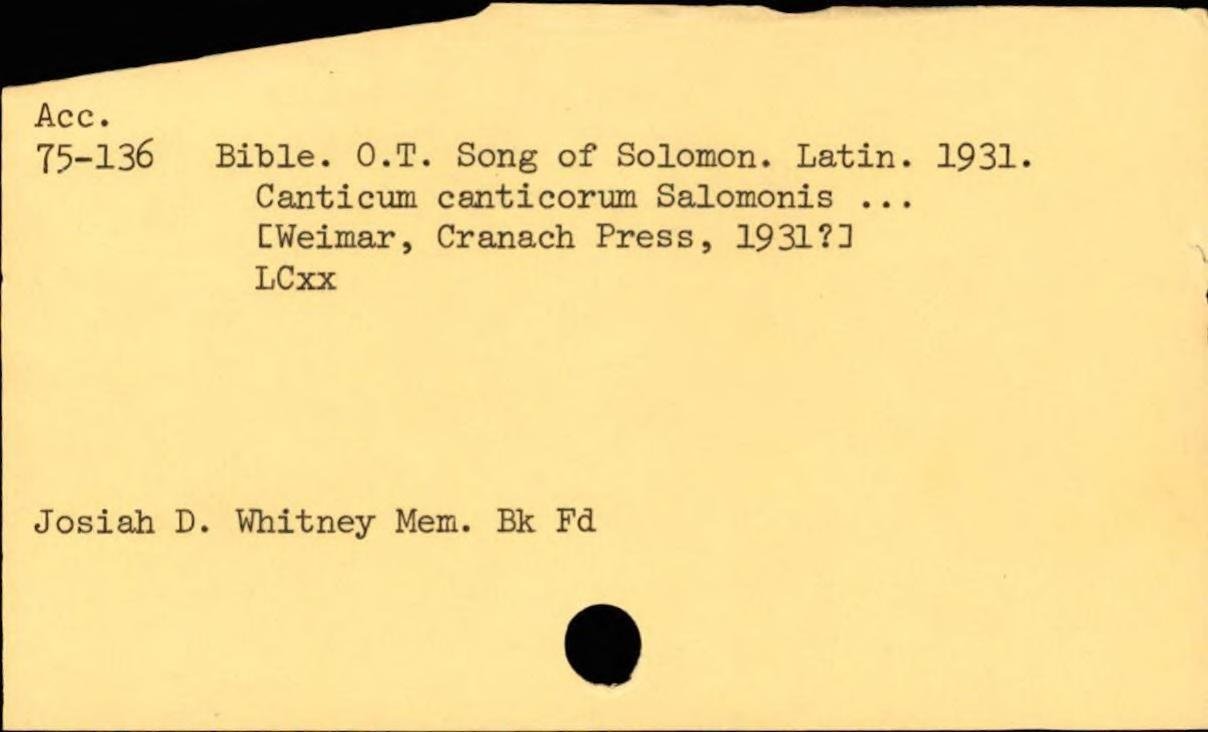 Acc.
75-136 Bible. O.T. Song of Solomon. Latin. 1931.
Canticum canticorum Salomonis ...
[Weimar, Cranach Press, 1931?]
LCxx
Josiah D. Whitney Mem. Bk Fd